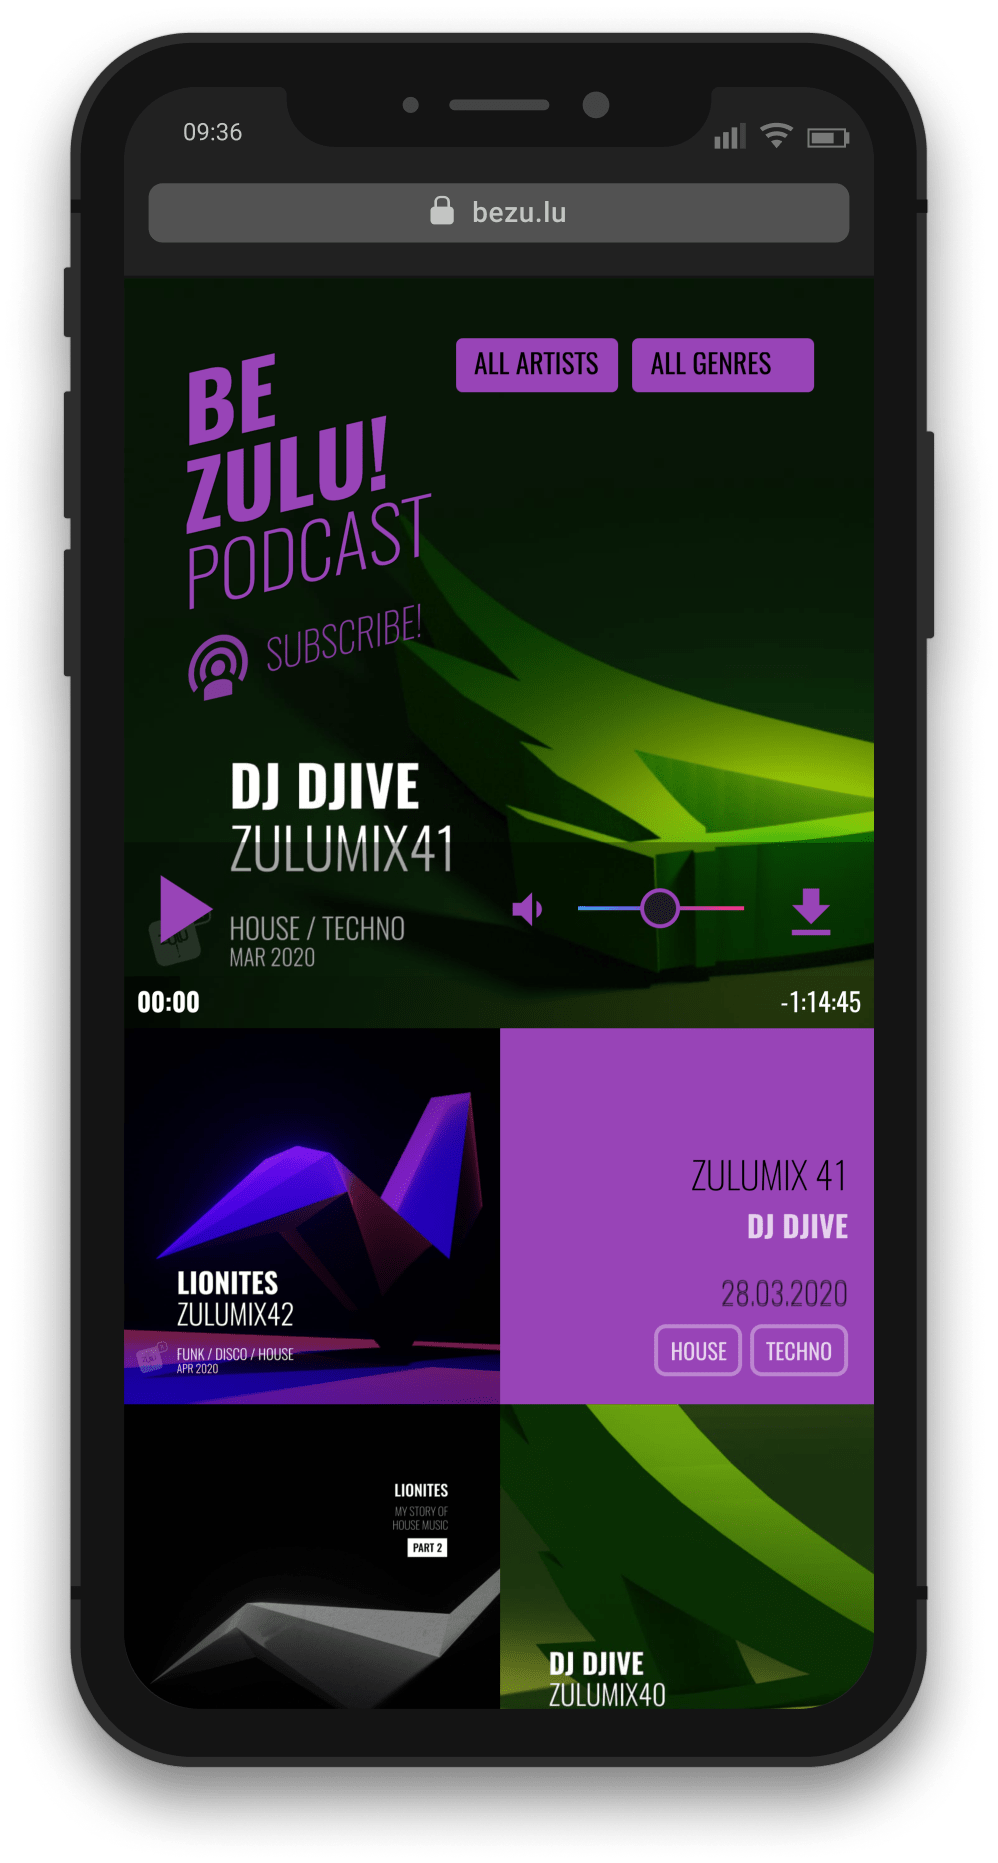 09:36
bezu.lu
ALL ARTISTS
ALL GENRES
BE
ZULU!
PODCAST
SUBSCRIBE!
DJ DJIVE
ZULUMIX41
HOUSE / TECHNO
MAR 2020
00:00
-1:14:45
LIONITES
ZULUMIX42
FUNK / DISCO / HOUSE
APR 2020
ZULUMIX 41
DJ DJIVE
28.03.2020
HOUSE
TECHNO
LIONITES
MY STORY OF
HOUSE MUSIC
PART 2
DJ DJIVE
ZULUMIX40